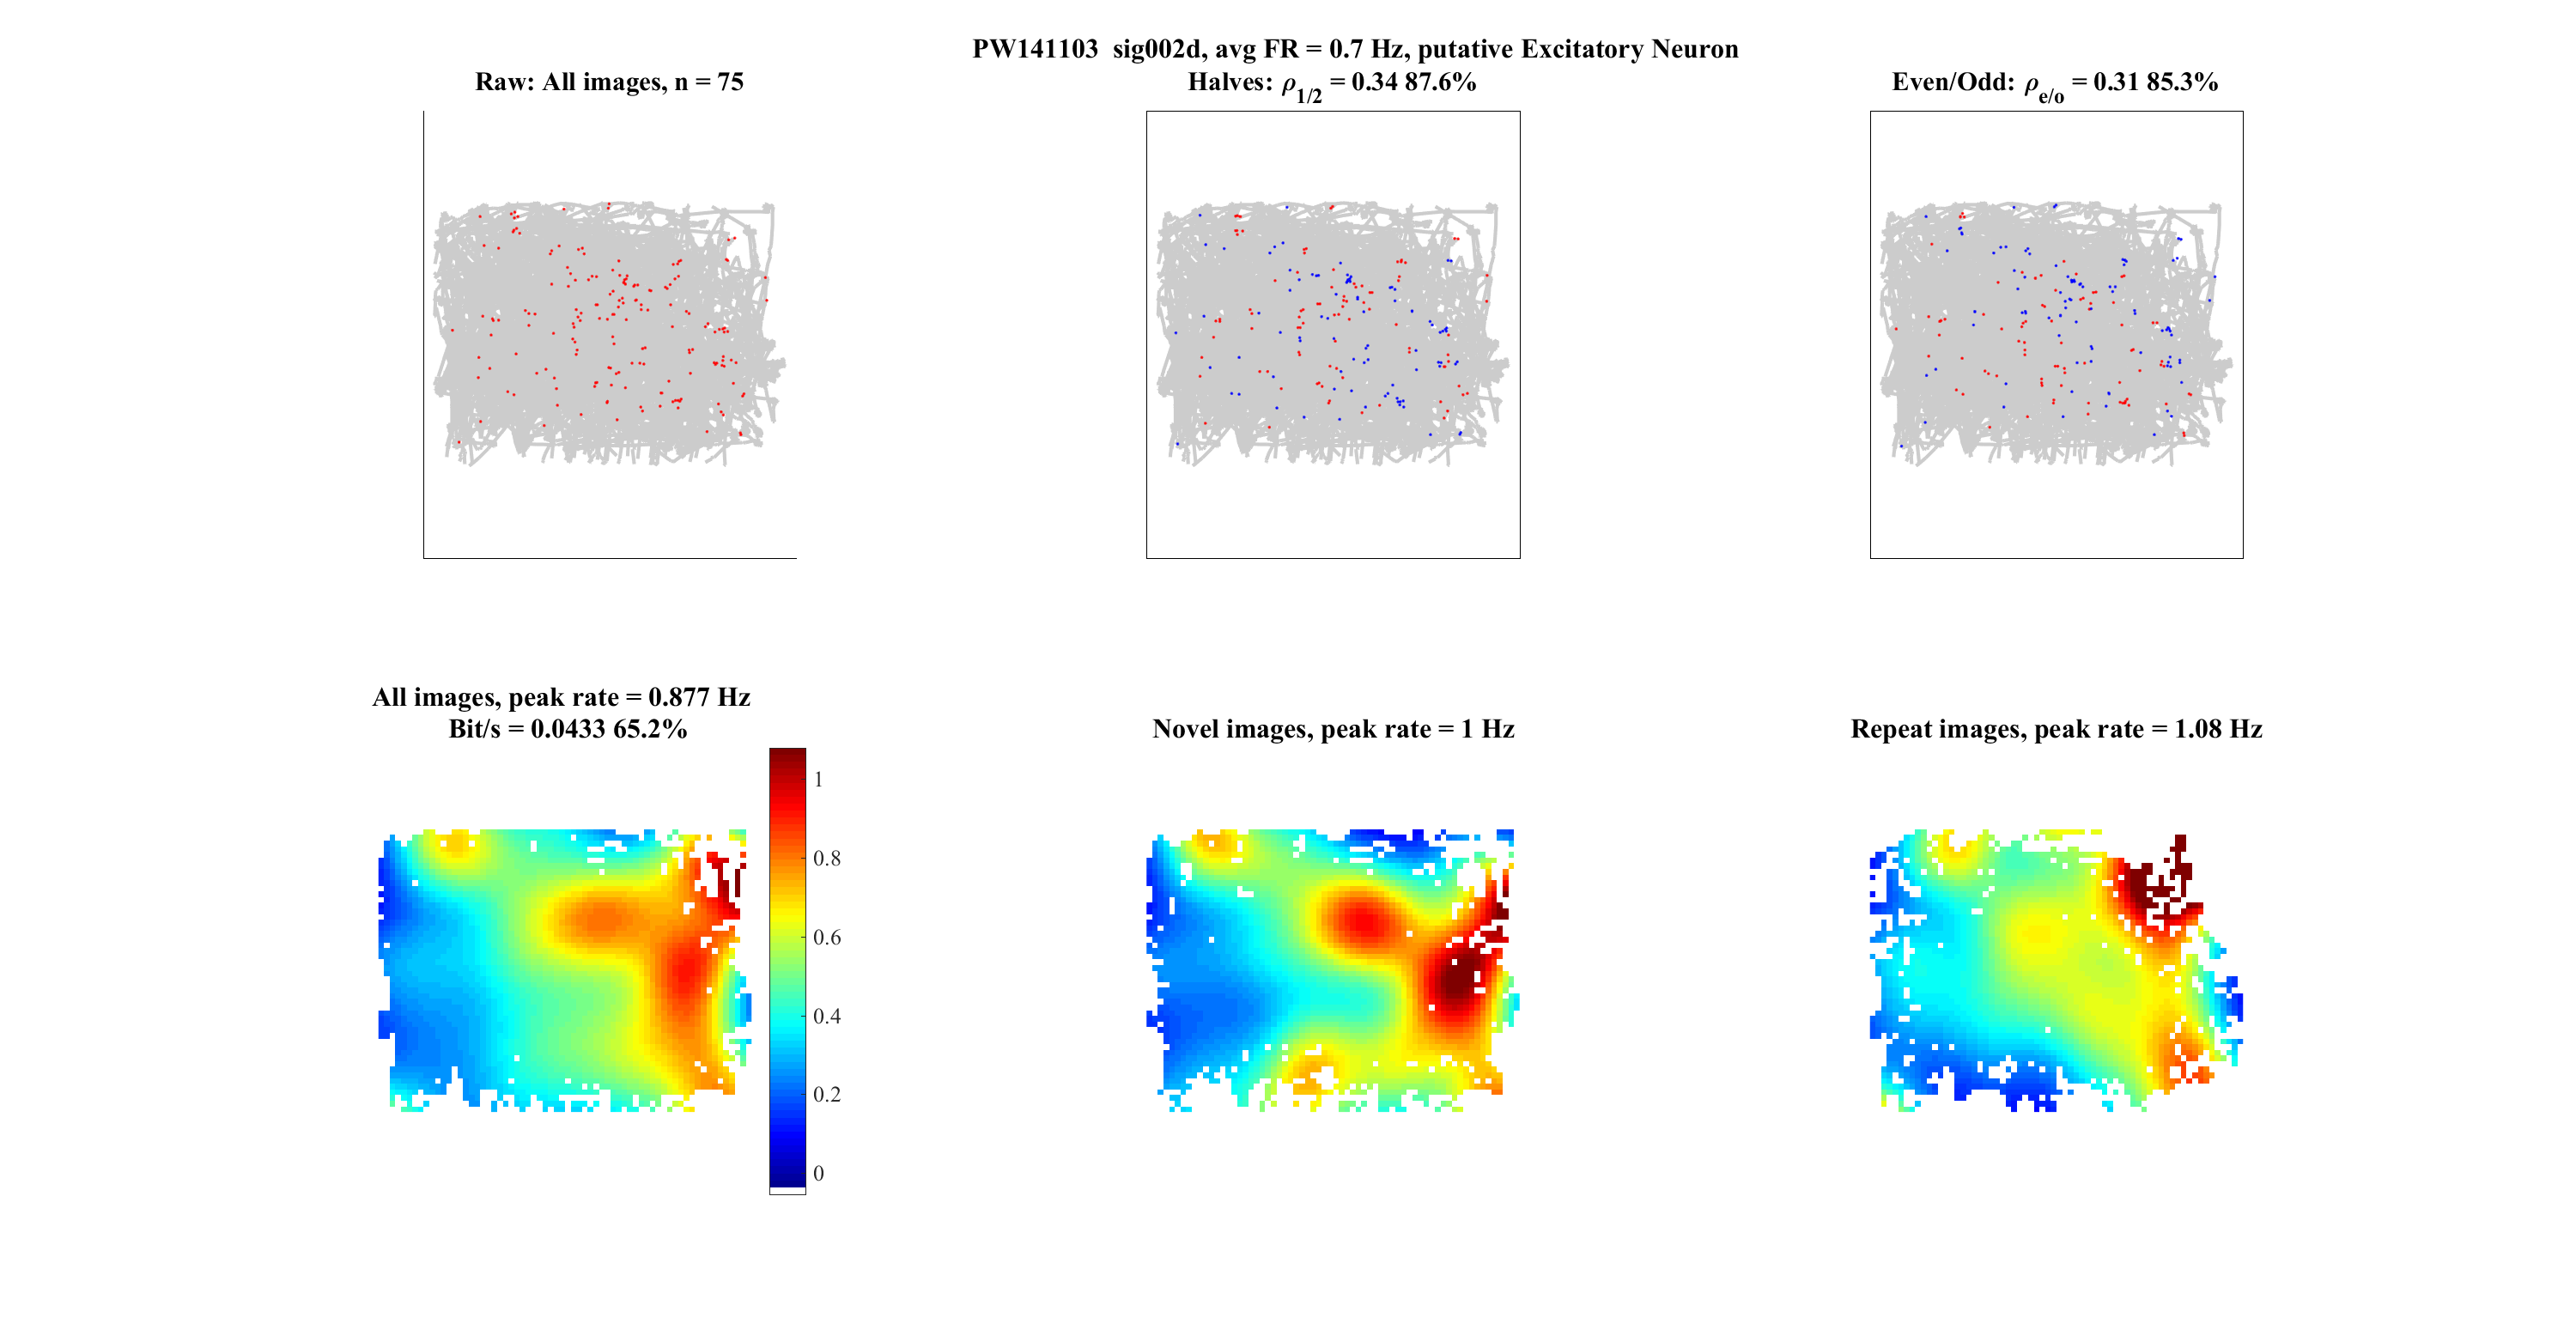 PW141103  sig002d, avg FR = 0.7 Hz, putative Excitatory Neuron
Raw: All images, n = 75
Halves: ρ1/2 = 0.34 87.6%
Even/Odd: ρe/o = 0.31 85.3%
All images, peak rate = 0.877 Hz
Bit/s = 0.0433 65.2%
Novel images, peak rate = 1 Hz
Repeat images, peak rate = 1.08 Hz
1
0.8
0.6
0.4
0.2
0